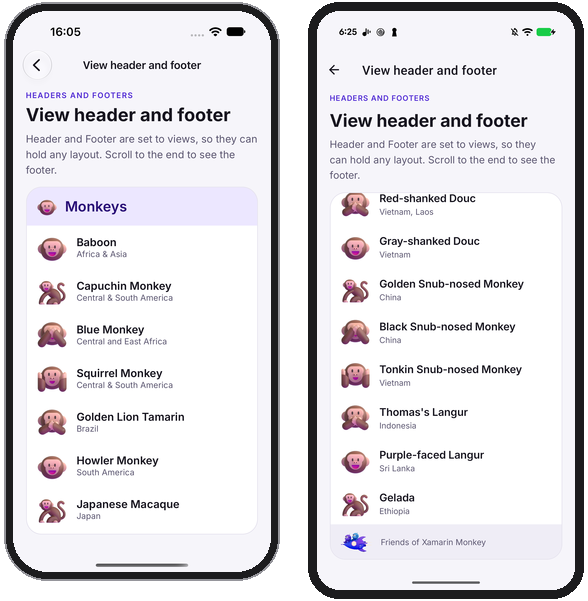 16:05
View header and footer
HEADERS AND FOOTERS
View header and footer
Header and Footer are set to views, so they can
hold any layout. Scroll to the end to see the
footer.
Monkeys
Baboon
Africa & Asia
Capuchin Monkey
Central & South America
Blue Monkey
Central and East Africa
Squirrel Monkey
Central & South America
Golden Lion Tamarin
Brazil
Howler Monkey
South America
Japanese Macaque
Japan
6:25
View header and footer
HEADERS AND FOOTERS
View header and footer
Header and Footer are set to views, so they
can hold any layout. Scroll to the end to see the
footer.
Red-shanked Douc
Vietnam, Laos
Gray-shanked Douc
Vietnam
Golden Snub-nosed Monkey
China
Black Snub-nosed Monkey
China
Tonkin Snub-nosed Monkey
Vietnam
Thomas's Langur
Indonesia
Purple-faced Langur
Sri Lanka
Gelada
Ethiopia
Friends of Xamarin Monkey